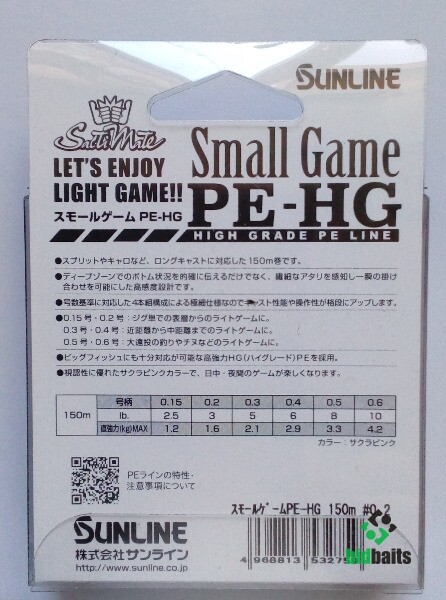 SUNLINE
SaltiMate
LET'S ENJOY
LIGHT GAME!!
スモールゲーム PE-HG
Small Game
PE-HG
HIGH GRADE PE LINE
●スプリットやキャロなど、ロングキャストに対応した150m巻です。
●ディープゾーンでのボトム状況を的確に伝えるだけでなく、繊細なアタリを感知し一瞬の掛け
合わせを可能にした高感度設計です。
●号数基準に対応した4本組構成による極細仕様なのでキャスト性能や操作性が格段にアップします。
●0.15号・0.2号:ジグ単での表層からのライトゲームに。
0.3号・0.4号:近距離から中距離までのライトゲームに。
0.5号・0.6号:大遠投の釣りやチヌなどのライトゲームに。
●ビッグフィッシュにも十分対応が可能な高強力HG(ハイグレード)PEを採用。
●視認性に優れたサクラピンクカラーで、日中・夜間のゲームが楽しくなります。
150m 号柄 0.15 0.2 0.3 0.4 0.5 0.6
lb. 2.5 3 5 6 8 10
直強力(kg)MAX 1.2 1.6 2.1 2.9 3.3 4.2
カラー:サクラピンク
PEラインの特性・
注意事項について
スモールゲームPE-HG 150m #0.2
SUNLINE
株式会社サンライン
http://www.sunline.co.jp
4 968813 5327
bidbaits